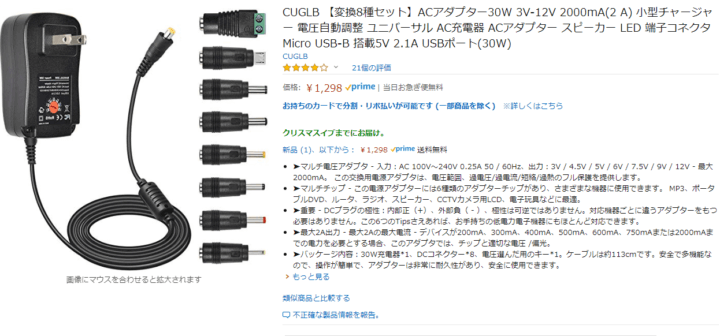 CUGLB 【変換8種セット】ACアダプター30W 3V-12V 2000mA(2 A) 小型チャージャ
ー 電圧自動調整 ユニバーサル AC充電器 ACアダプター スピーカー LED 端子コネクタ
Micro USB-B 搭載5V 2.1A USBポート(30W)
CUGLB
21個の評価
価格: ￥1,298 prime | 当日お急ぎ便無料
お持ちのカードで分割・リボ払いが可能です (一部商品を除く) ※詳しくはこちら
クリスマスイブまでにお届け。
新品 (1)、以下から： ￥1,298 prime 送料無料
• ➤マルチ電圧アダプタ - 入力：AC 100V～240V 0.25A 50 / 60Hz、出力：3V / 4.5V / 5V / 6V / 7.5V / 9V / 12V - 最大
2000mA。 この交換用電源アダプタは、電圧範囲、過電圧/過電流/短絡/過熱のフル保護を提供します。
• ➤マルチチップ - この電源アダプターには6種類のアダプターチップがあり、さまざまな機器に使用できます。 MP3、ポータ
ブルDVD、ルータ、ラジオ、スピーカー、CCTVカメラ用LCD、電子玩具などに最適。
• ➤重要 - DCプラグの極性：内部正（+）、外部負（-）、極性は可逆ではありません。対応機器ごとに違うアダプターをもつ
必要はありません。この6つのTipsさえあれば、お手持ちの低電力電子機器にもほとんど対応できます。
• ➤最大2A出力 - 最大2Aの最大電流 - デバイスが200mA、300mA、400mA、500mA、600mA、750mAまたは2000mAま
での電力を必要とする場合、このアダプタでは、チップと適切な電圧 /偏光。
• ➤パッケージ内容：30W充電器*1、DCコネクター*8、電圧選んだ用のキー*1。ケーブルは約113cmです。安全で多機能な
ので、操作が簡単で、アダプターは非常に耐久性があり、安全に使用できます。
› もっと見る
類似商品と比較する
不正確な製品情報を報告。
画像にマウスを合わせると拡大されます